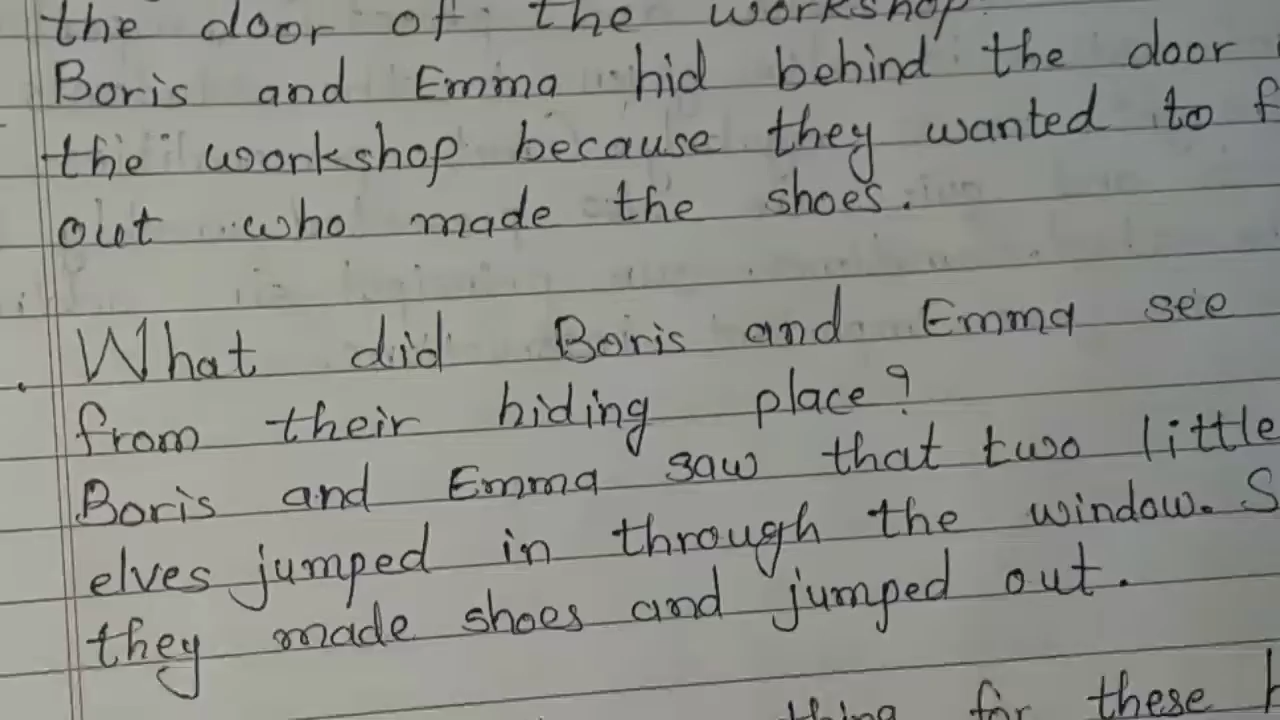 the door of the workshop
Boris and Emma hid behind the door
the workshop because they wanted to
out who made the shoes.
What did Boris and Emma see
from their hiding place?
Boris and Emma saw that two little
elves jumped in through the window.
they made shoes and jumped out.
thing for these